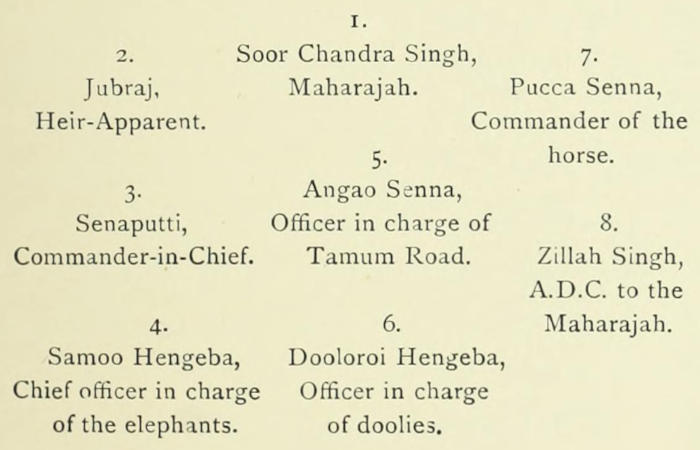 1.
Soor Chandra Singh,
Maharajah.
2.
Jubraj,
Heir-Apparent.
3.
Senaputti,
Commander-in-Chief.
4.
Samoo Hengeba,
Chief officer in charge
of the elephants.
5.
Angao Senna,
Officer in charge of
Tamum Road.
6.
Dooloroi Hengeba,
Officer in charge
of doolies.
7.
Pucca Senna,
Commander of the
horse.
8.
Zillah Singh,
A.D.C. to the
Maharajah.